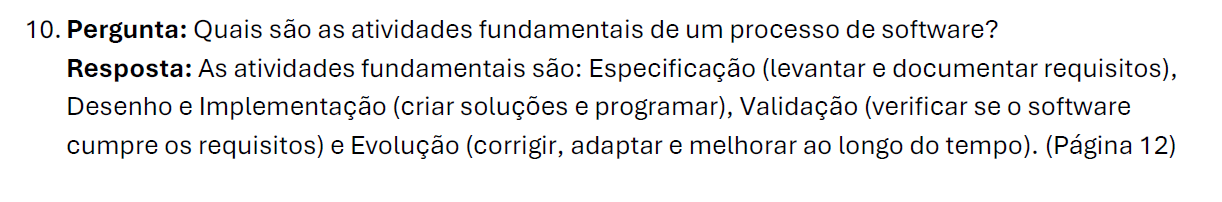 10. Pergunta: Quais são as atividades fundamentais de um processo de software?
Resposta: As atividades fundamentais são: Especificação (levantar e documentar requisitos),
Desenho e Implementação (criar soluções e programar), Validação (verificar se o software
cumpre os requisitos) e Evolução (corrigir, adaptar e melhorar ao longo do tempo). (Página 12)